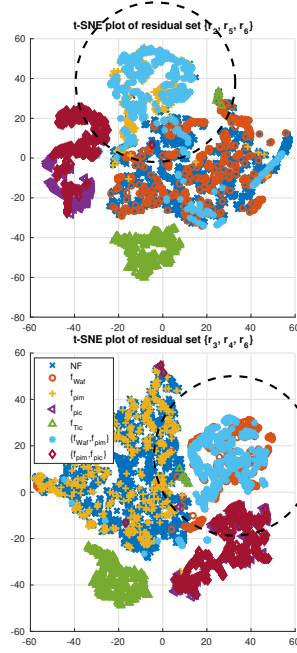 t-SNE plot of residual set {r2, r5, r6}
60
40
20
0
-20
-40
-60
-80
-60 -40 -20 0 20 40 60
t-SNE plot of residual set {r3, r4, r6}
60
40
20
0
-20
-40
-60
-60 -40 -20 0 20 40 60
NF
fWaf
fpim
fpic
fTic
{fWaf,fpim}
{fpim,fpic}